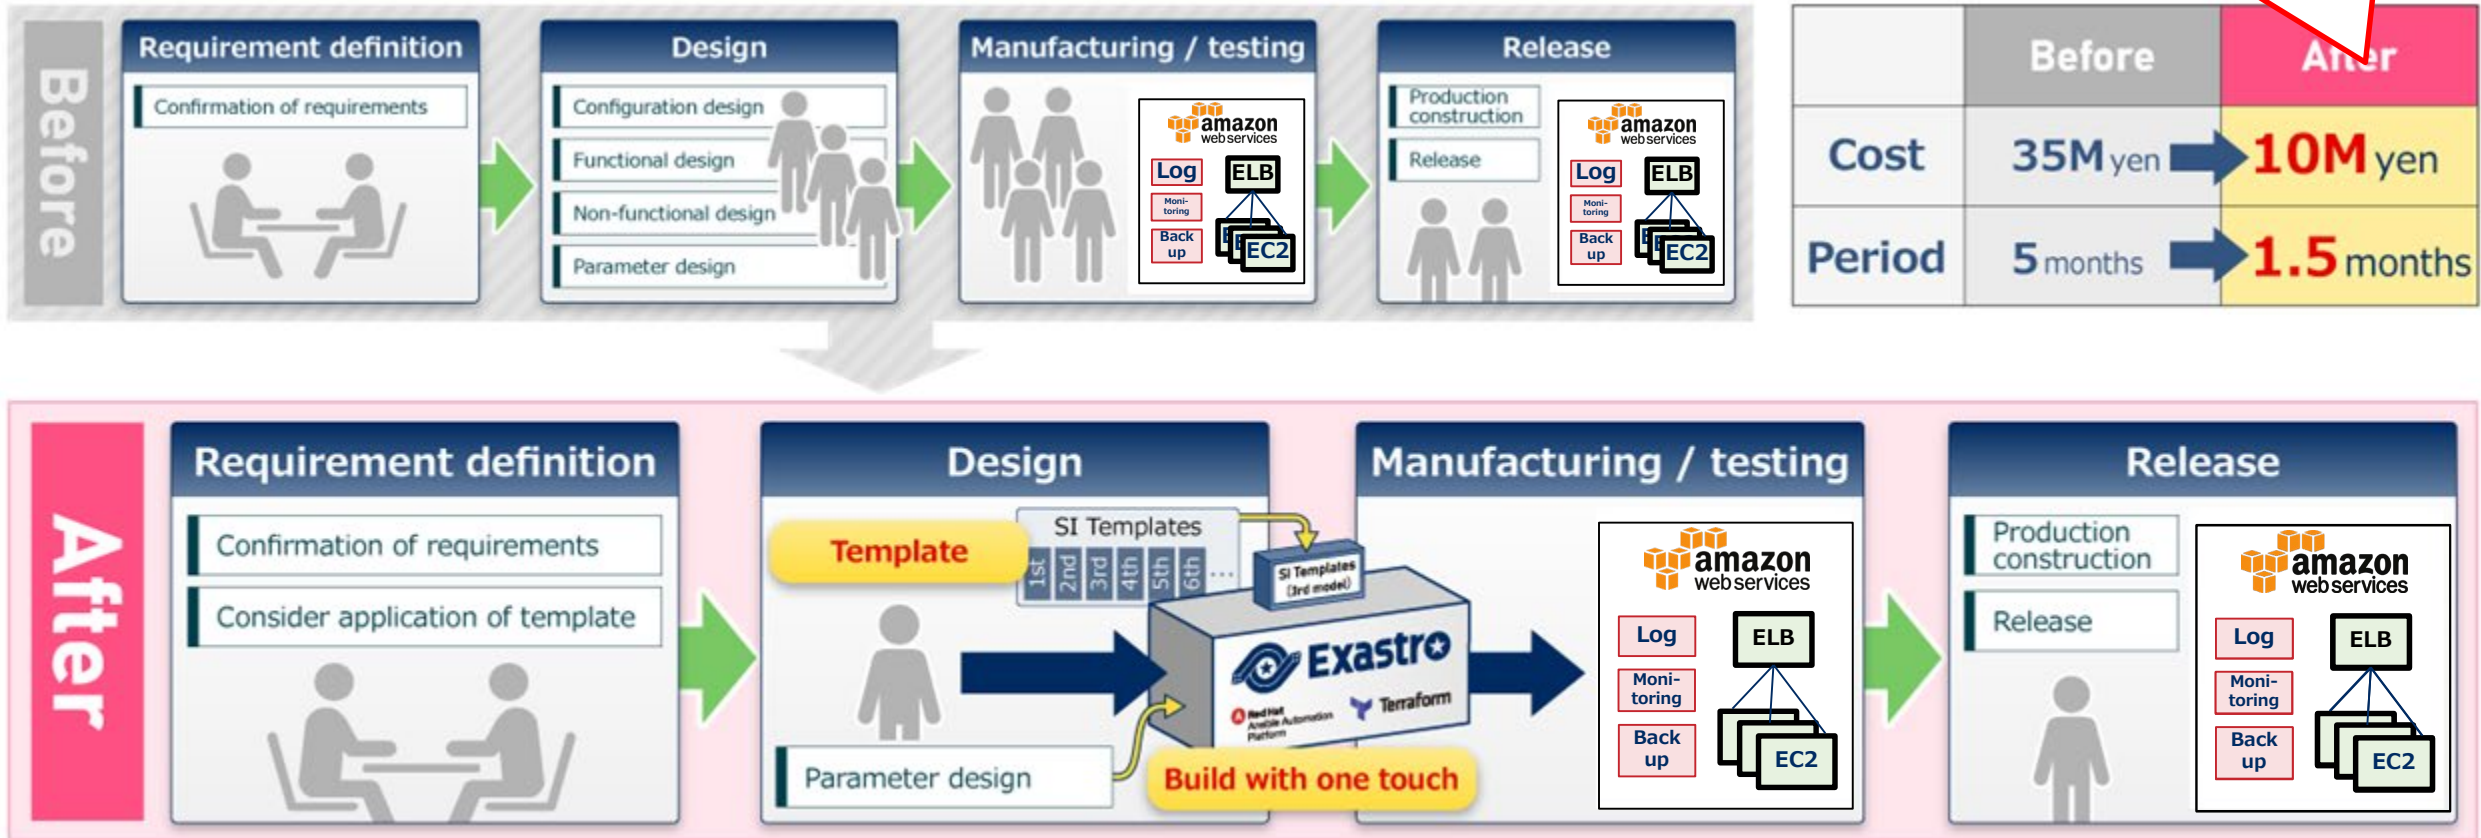 Before
Requirement definition
Confirmation of requirements
Design
Configuration design
Functional design
Non-functional design
Parameter design
Manufacturing / testing
amazon
web services
Log
ELB
Moni-
toring
Back
up
EC2
Release
Production
construction
Release
amazon
web services
Log
ELB
Moni-
toring
Back
up
EC2
Before
After
Cost
35M yen
10M yen
Period
5 months
1.5 months
After
Requirement definition
Confirmation of requirements
Consider application of template
Design
Template
SI Templates
1st
2nd
3rd
4th
5th
6th
...
SI Templates
(3rd model)
Exastro
Red Hat
Ansible Automation
Platform
Terraform
Parameter design
Build with one touch
Manufacturing / testing
amazon
web services
Log
ELB
Moni-
toring
Back
up
EC2
Release
Production
construction
Release
amazon
web services
Log
ELB
Moni-
toring
Back
up
EC2